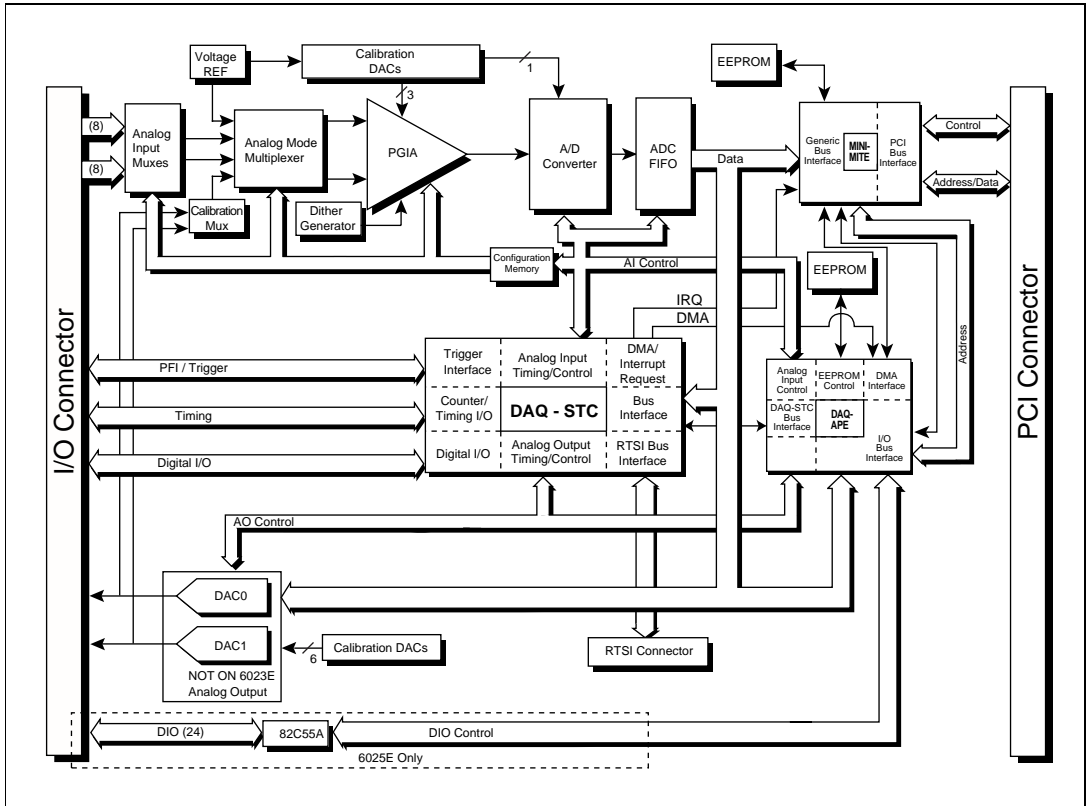 Voltage
REF
Calibration
DACs
3
1
EEPROM
I/O Connector
(8)
(8)
Analog
Input
Muxes
Analog Mode
Multiplexer
PGIA
A/D
Converter
ADC
FIFO
Data
Generic
Bus
Interface
MINI-
MITE
PCI
Bus
Interface
Control
Address/Data
PCI Connector
Calibration
Mux
Dither
Generator
Configuration
Memory
AI Control
EEPROM
IRQ
DMA
Address
PFI / Trigger
Timing
Digital I/O
Trigger
Interface
Analog Input
Timing/Control
DMA/
Interrupt
Request
Counter/
Timing I/O
DAQ - STC
Bus
Interface
Digital I/O
Analog Output
Timing/Control
RTSI Bus
Interface
Analog
Input
Control
EEPROM
Control
DMA
Interface
DAQ-STC
Bus
Interface
DAQ-
APE
I/O
Bus
Interface
AO Control
DAC0
DAC1
NOT ON 6023E
Analog Output
6
Calibration DACs
RTSI Connector
DIO (24)
82C55A
DIO Control
6025E Only